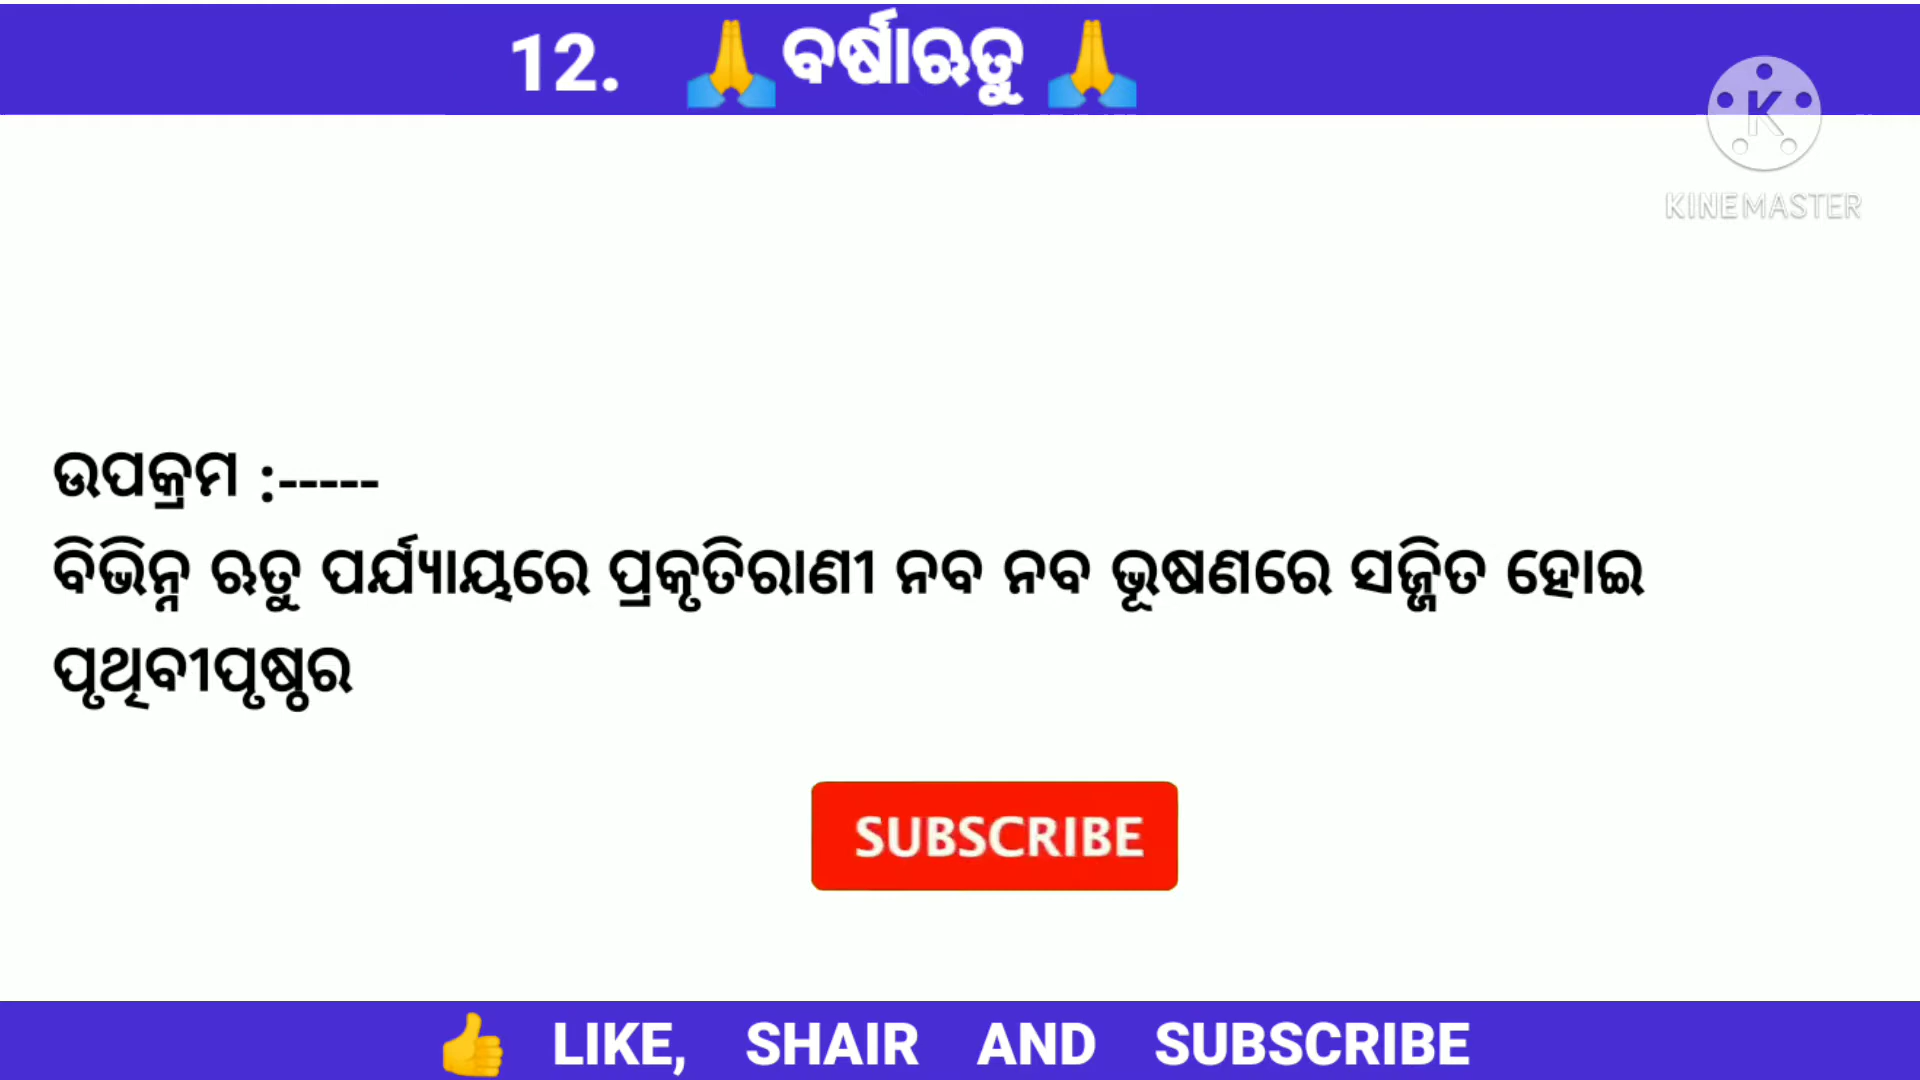 12. 🙏ବର୍ଷାଋତୁ 🙏
K
KINEMASTER
ଉପକ୍ରମ :-----
ବିଭିନ୍ନ ଋତୁ ପର୍ଯ୍ୟାୟରେ ପ୍ରକୃତିରାଣୀ ନବ ନବ ଭୂଷଣରେ ସଜ୍ଜିତ ହୋଇ
ପୃଥିବୀପୃଷ୍ଠର
SUBSCRIBE
👍 LIKE, SHAIR AND SUBSCRIBE